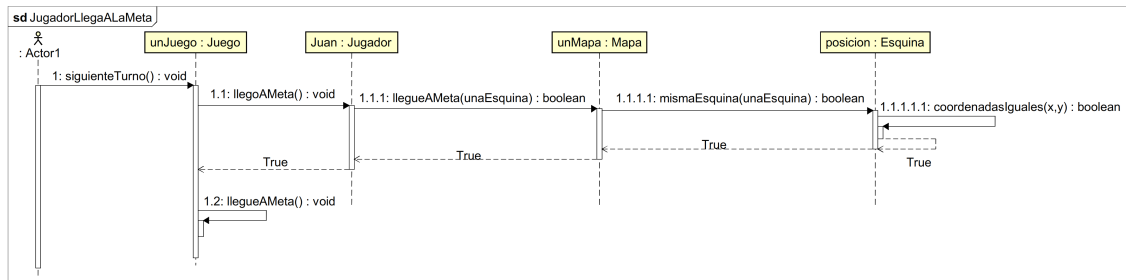 sd JugadorLlegaALaMeta
: Actor1
unJuego : Juego
Juan : Jugador
unMapa : Mapa
posicion : Esquina
1: siguienteTurno() : void
1.1: llegoAMeta() : void
1.1.1: llegueAMeta(unaEsquina) : boolean
1.1.1.1: mismaEsquina(unaEsquina) : boolean
1.1.1.1.1: coordenadasIguales(x,y) : boolean
True
True
True
True
1.2: llegueAMeta() : void